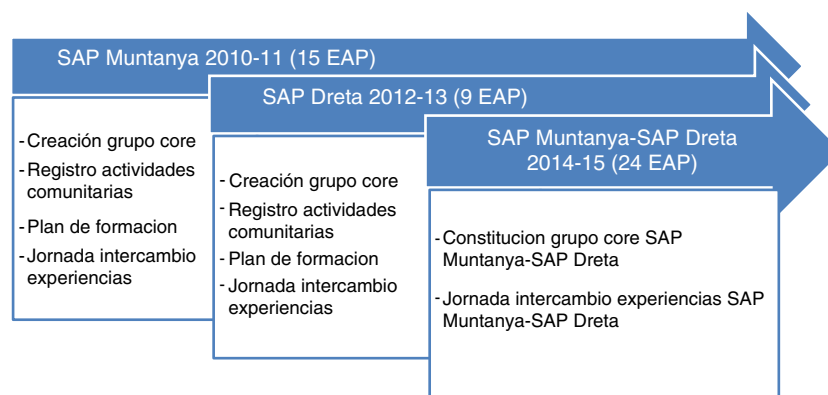 SAP Muntanya 2010-11 (15 EAP)
-Creación grupo core
-Registro actividades
comunitarias
-Plan de formacion
-Jornada intercambio
experiencias
SAP Dreta 2012-13 (9 EAP)
-Creación grupo core
-Registro actividades
comunitarias
-Plan de formacion
-Jornada intercambio
experiencias
SAP Muntanya-SAP Dreta
2014-15 (24 EAP)
-Constitucion grupo core SAP
Muntanya-SAP Dreta
-Jornada intercambio experiencias SAP
Muntanya-SAP Dreta